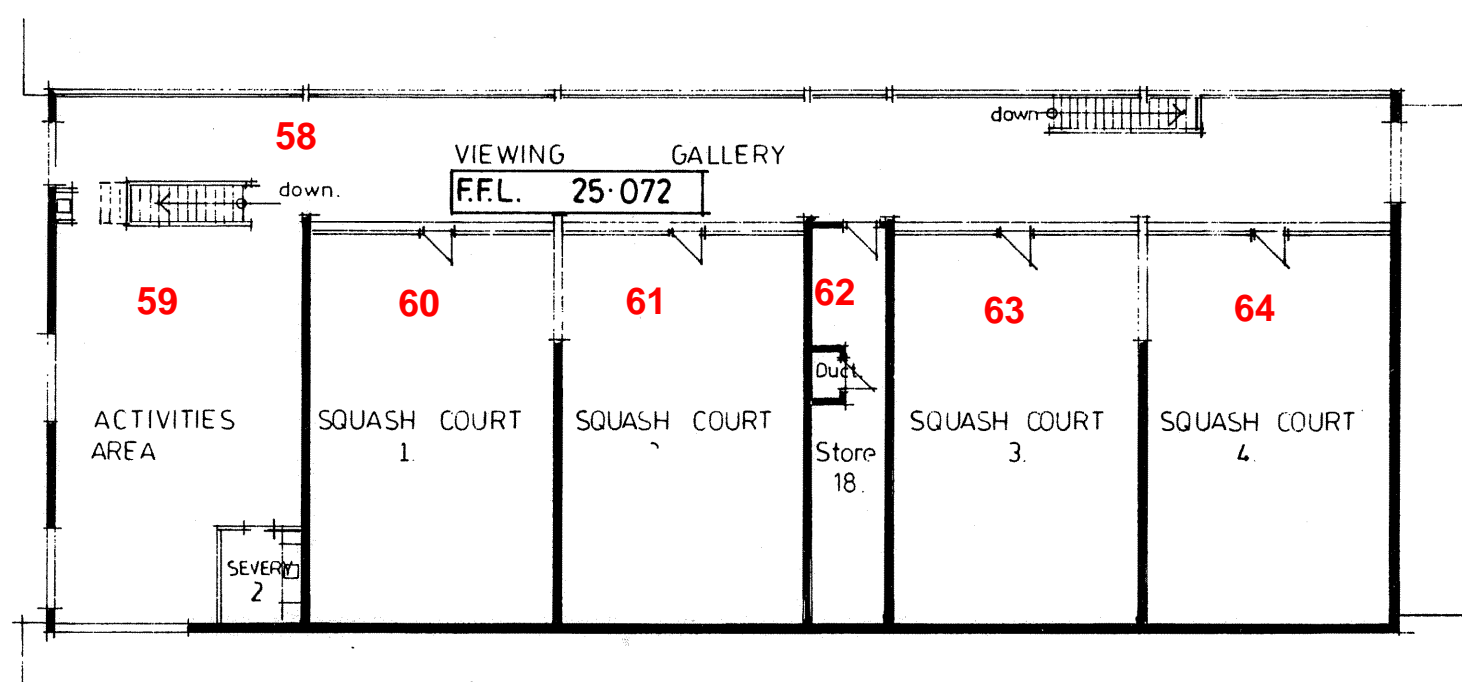 58
down
VIEWING GALLERY
F.F.L. 25·072
down.
59
60
61
62
63
64
Duct.
ACTIVITIES
AREA
SQUASH COURT
1.
SQUASH COURT
Store
18.
SQUASH COURT
3.
SQUASH COURT
4.
SEVERY
2